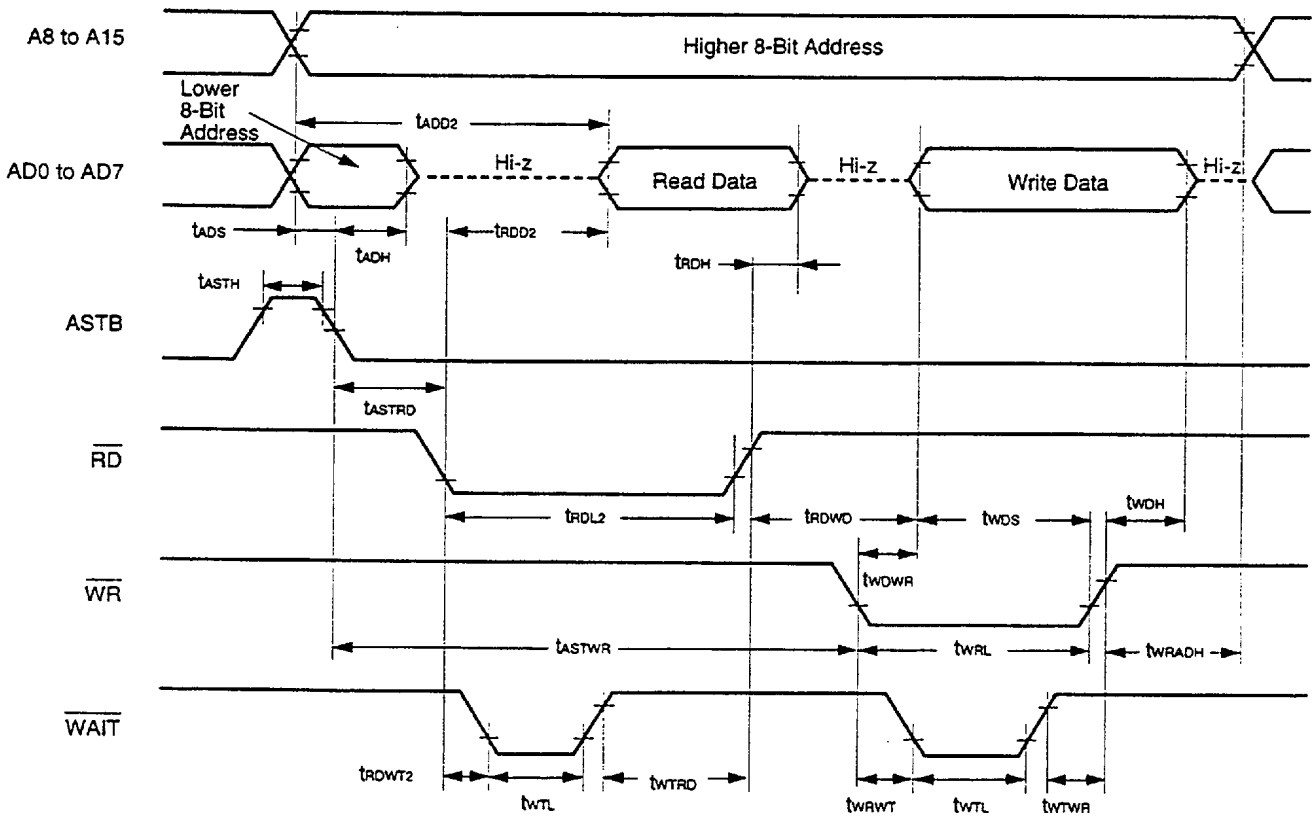 A8 to A15
Higher 8-Bit Address
Lower
8-Bit
Address
tADD2
AD0 to AD7
Hi-z
Read Data
Hi-z
Write Data
Hi-z
tADS
tADH
tRDD2
tRDH
tASTH
ASTB
tASTRD
RD
tRDL2
tRDWD
tWDS
tWDH
WR
tWDWR
tASTWR
tWRL
tWRADH
WAIT
tRDWT2
tWTL
tWTRD
tWRWT
tWTL
tWTWR